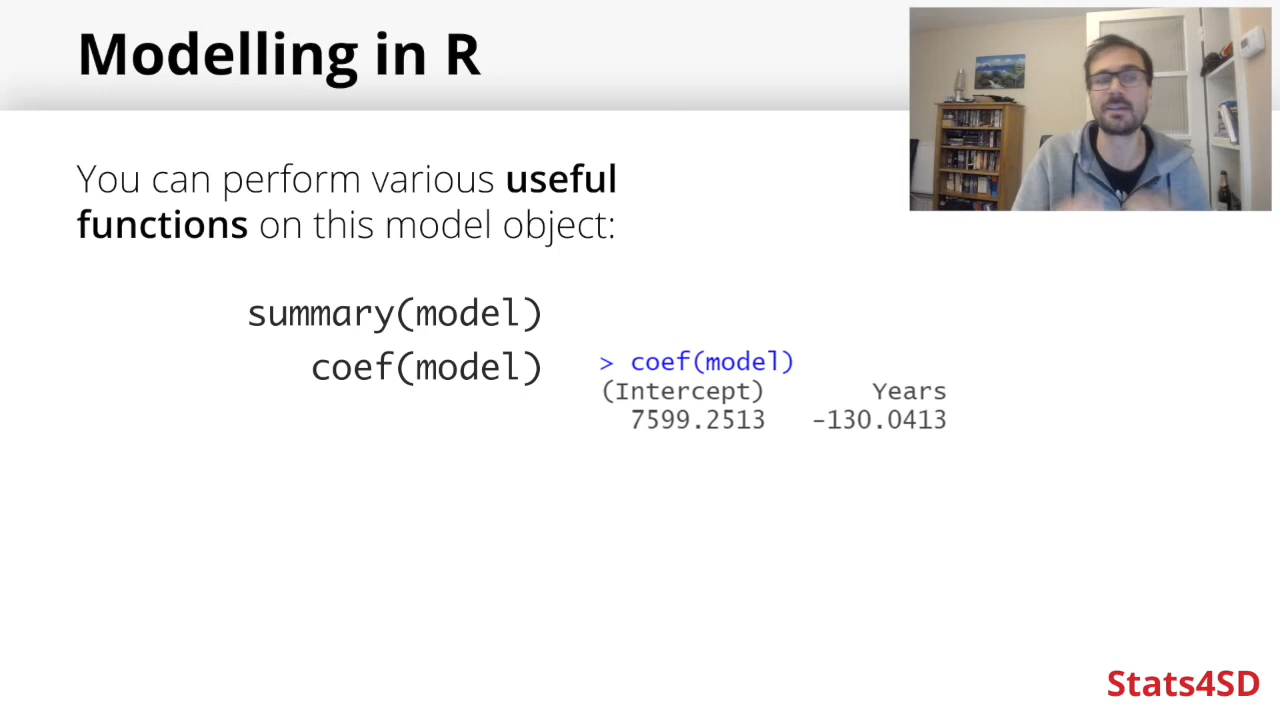 Modelling in R
You can perform various useful
functions on this model object:
summary(model)
coef(model)
> coef(model)
(Intercept) Years
7599.2513 -130.0413
Stats4SD